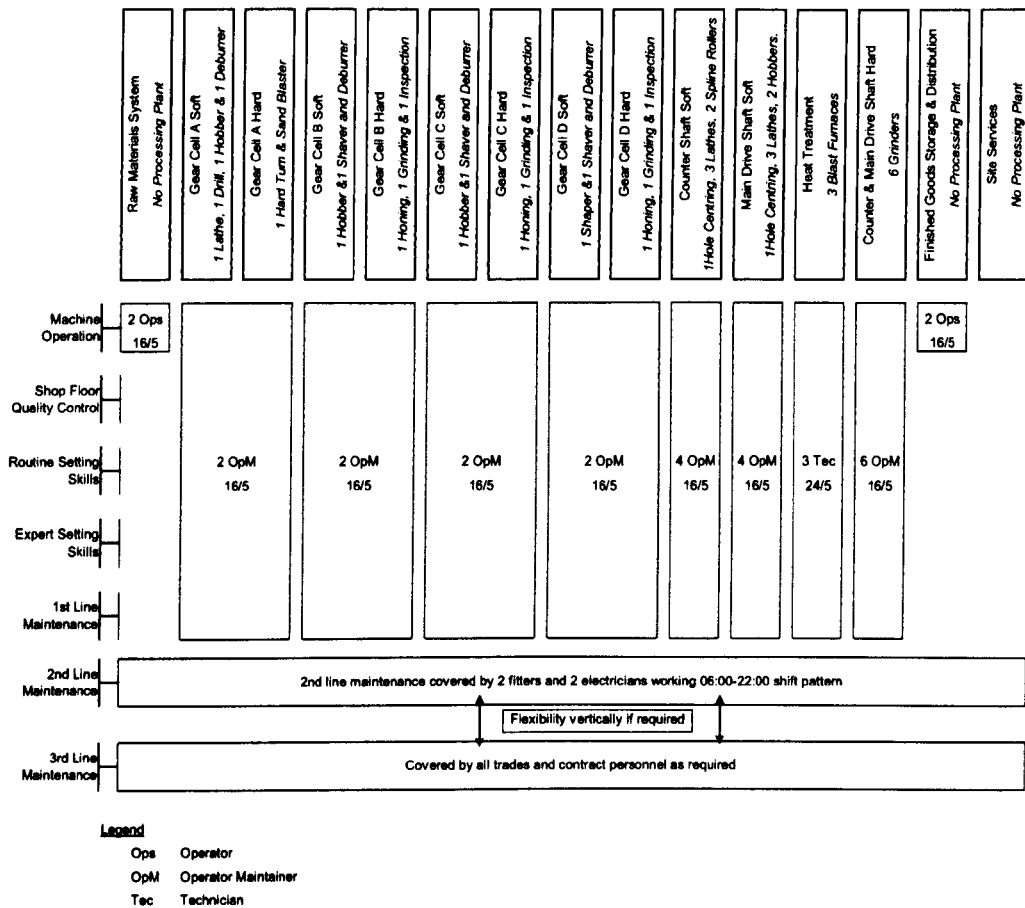 Raw Materials System
No Processing Plant
Gear Cell A Soft
1 Lathe, 1 Drill, 1 Hobber & 1 Deburrer
Gear Cell A Hard
1 Hard Turn & Sand Blaster
Gear Cell B Soft
1 Hobber &1 Shaver and Deburrer
Gear Cell B Hard
1 Honing, 1 Grinding & 1 Inspection
Gear Cell C Soft
1 Hobber &1 Shaver and Deburrer
Gear Cell C Hard
1 Honing, 1 Grinding & 1 Inspection
Gear Cell D Soft
1 Shaper &1 Shaver and Deburrer
Gear Cell D Hard
1 Honing, 1 Grinding & 1 Inspection
Counter Shaft Soft
1Hole Centring, 3 Lathes, 2 Spline Rollers
Main Drive Shaft Soft
1Hole Centring, 3 Lathes, 2 Hobbers.
Heat Treatment
3 Blast Furnaces
Counter & Main Drive Shaft Hard
6 Grinders
Finished Goods Storage & Distribution
No Processing Plant
Site Services
No Processing Plant
Machine
Operation
2 Ops
16/5
2 Ops
16/5
Shop Floor
Quality Control
Routine Setting
Skills
2 OpM
16/5
2 OpM
16/5
2 OpM
16/5
2 OpM
16/5
4 OpM
16/5
4 OpM
16/5
3 Tec
24/5
6 OpM
16/5
Expert Setting
Skills
1st Line
Maintenance
2nd Line
Maintenance
2nd line maintenance covered by 2 fitters and 2 electricians working 06:00-22:00 shift pattern
Flexibility vertically if required
3rd Line
Maintenance
Covered by all trades and contract personnel as required
Legend
Ops Operator
OpM Operator Maintainer
Tec Technician